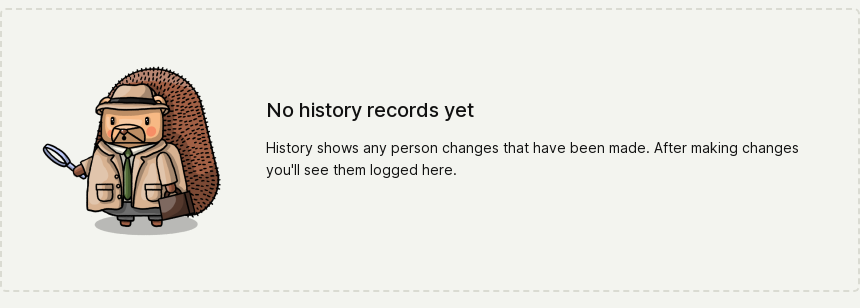 No history records yet
History shows any person changes that have been made. After making changes
you'll see them logged here.